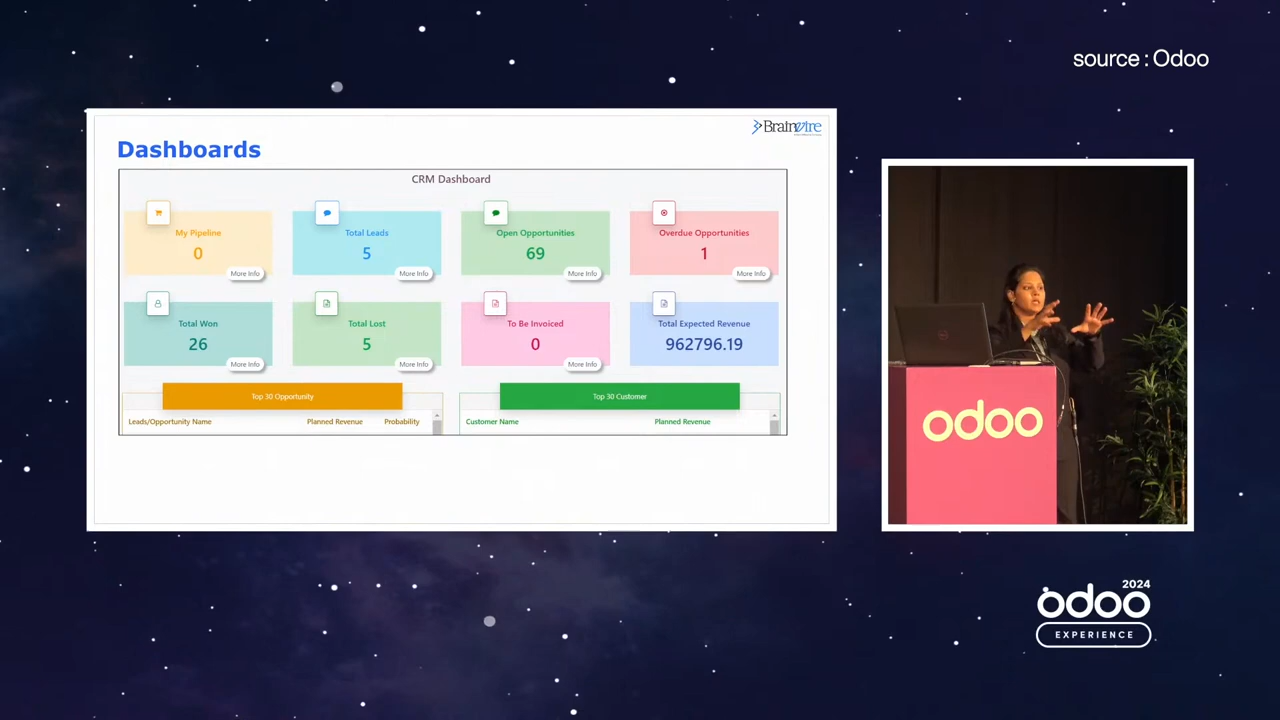 source : Odoo
Brainvire
Dashboards
CRM Dashboard
My Pipeline
0
More Info
Total Leads
5
More Info
Open Opportunities
69
More Info
Overdue Opportunities
1
More Info
Total Won
26
More Info
Total Lost
5
More Info
To Be Invoiced
0
More Info
Total Expected Revenue
962796.19
Top 30 Opportunity
Top 30 Customer
Leads/Opportunity Name Planned Revenue Probability
Customer Name Planned Revenue
odoo
2024
odoo
EXPERIENCE